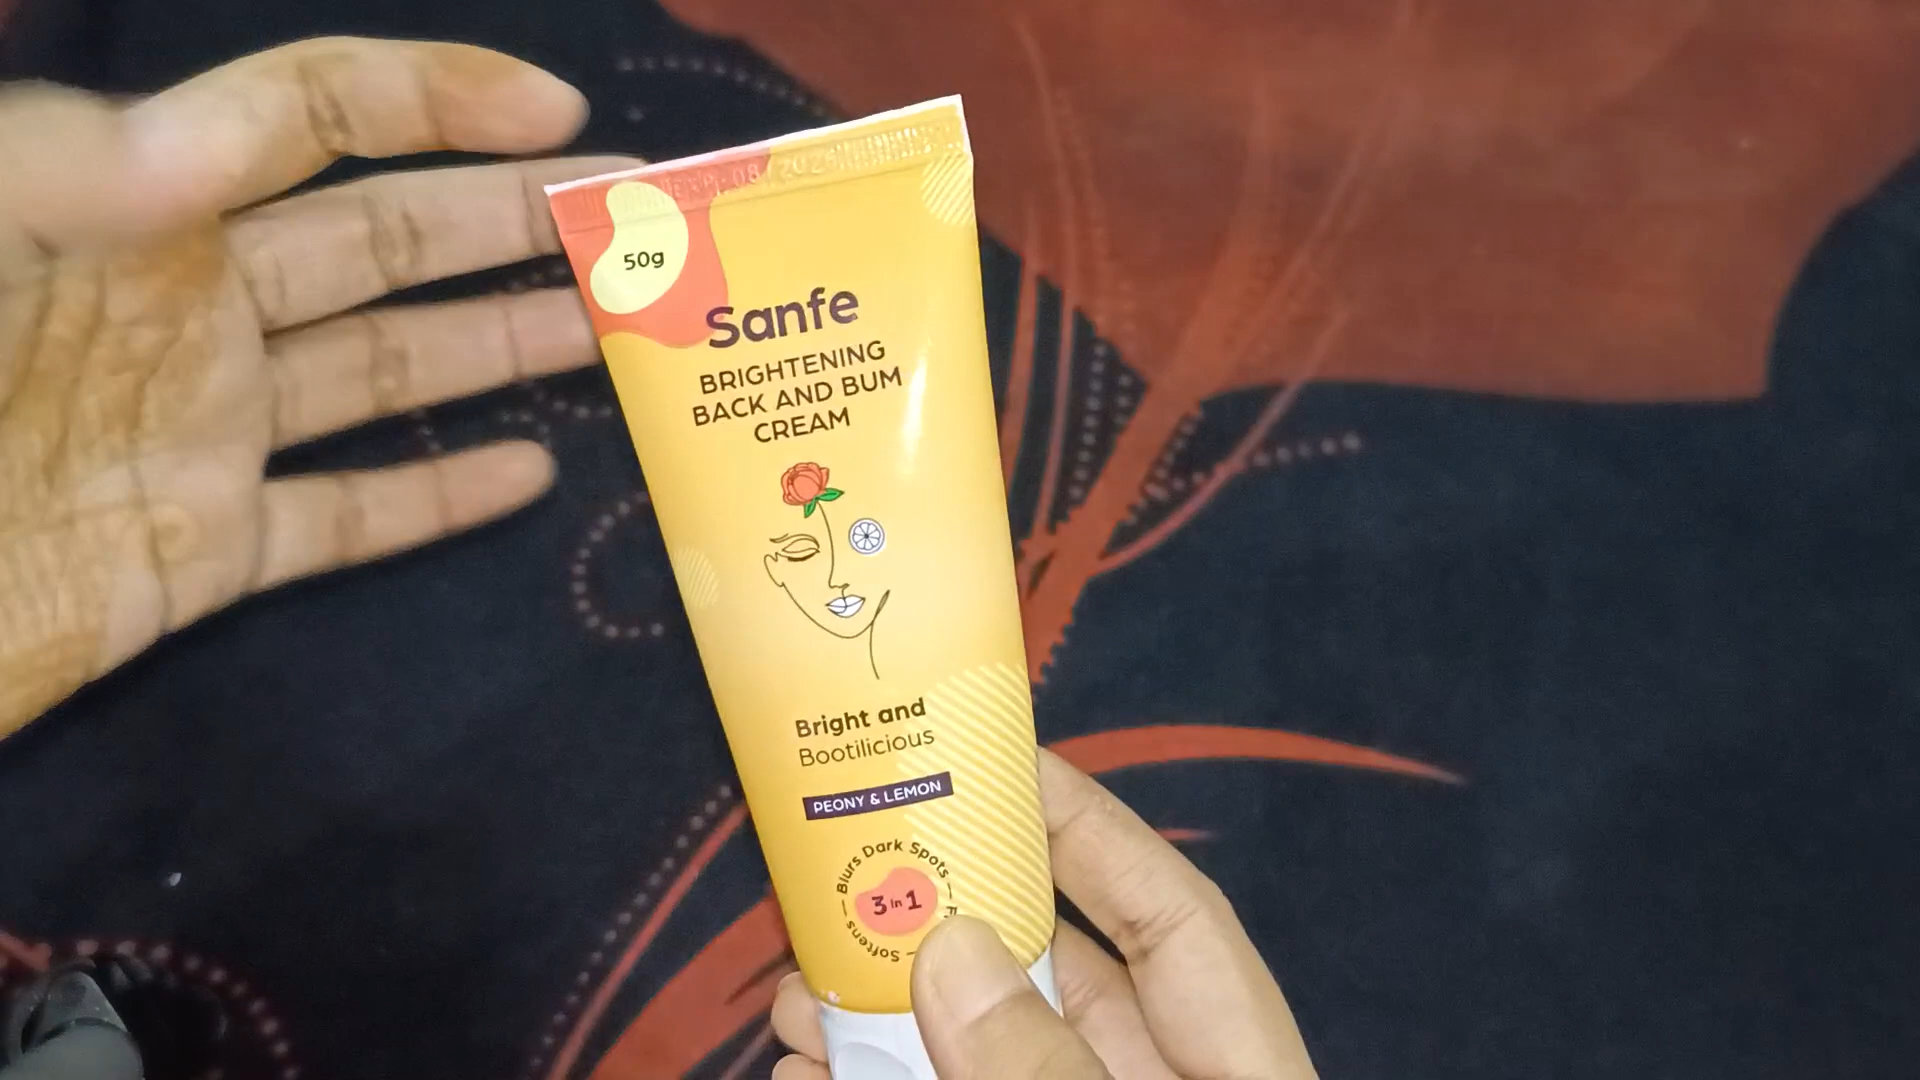 50g
Sanfe
BRIGHTENING
BACK AND BUM
CREAM
Bright and
Bootilicious
PEONY & LEMON
Blurs Dark Spots
3 in 1
Softens